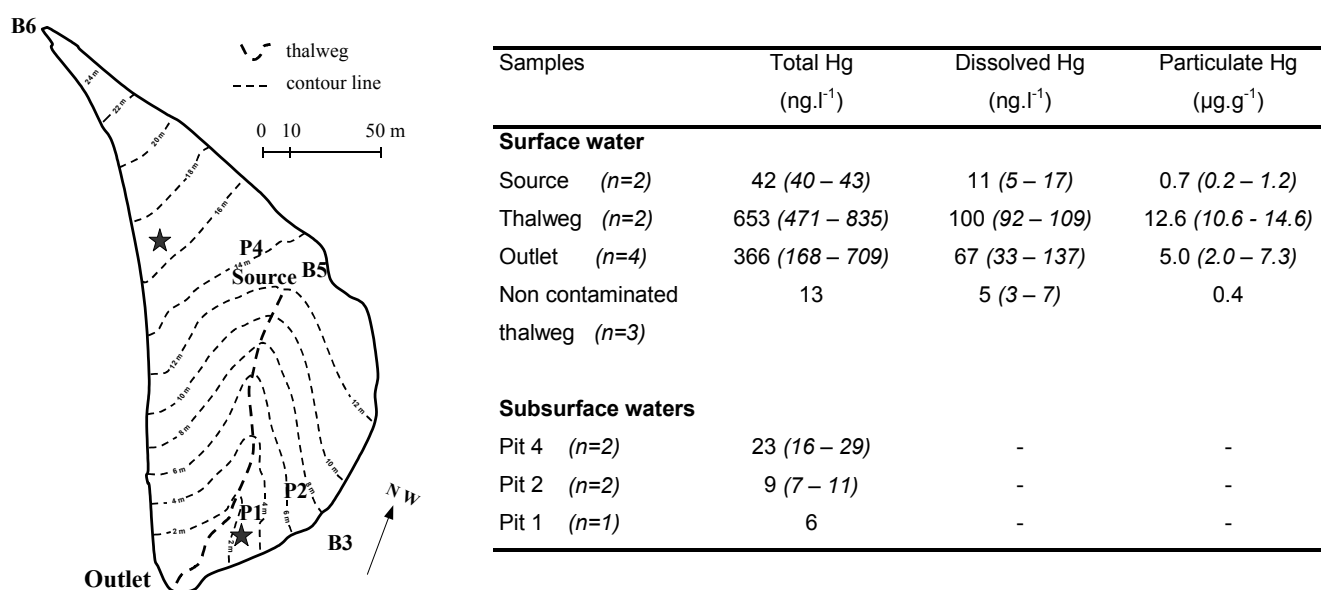 B6
thalweg
contour line
0 10 50 m
24 m
22 m
20 m
18 m
16 m
P4
14 m
Source B5
12 m
12 m
10 m
8 m
10 m
6 m
4 m
P2
8 m
6 m
4 m
P1
2 m
2 m
B3
N W
Outlet
Samples Total Hg Dissolved Hg Particulate Hg
(ng.l-1) (ng.l-1) (µg.g-1)
Surface water
Source (n=2) 42 (40 – 43) 11 (5 – 17) 0.7 (0.2 – 1.2)
Thalweg (n=2) 653 (471 – 835) 100 (92 – 109) 12.6 (10.6 - 14.6)
Outlet (n=4) 366 (168 – 709) 67 (33 – 137) 5.0 (2.0 – 7.3)
Non contaminated 13 5 (3 – 7) 0.4
thalweg (n=3)
Subsurface waters
Pit 4 (n=2) 23 (16 – 29) - -
Pit 2 (n=2) 9 (7 – 11) - -
Pit 1 (n=1) 6 - -